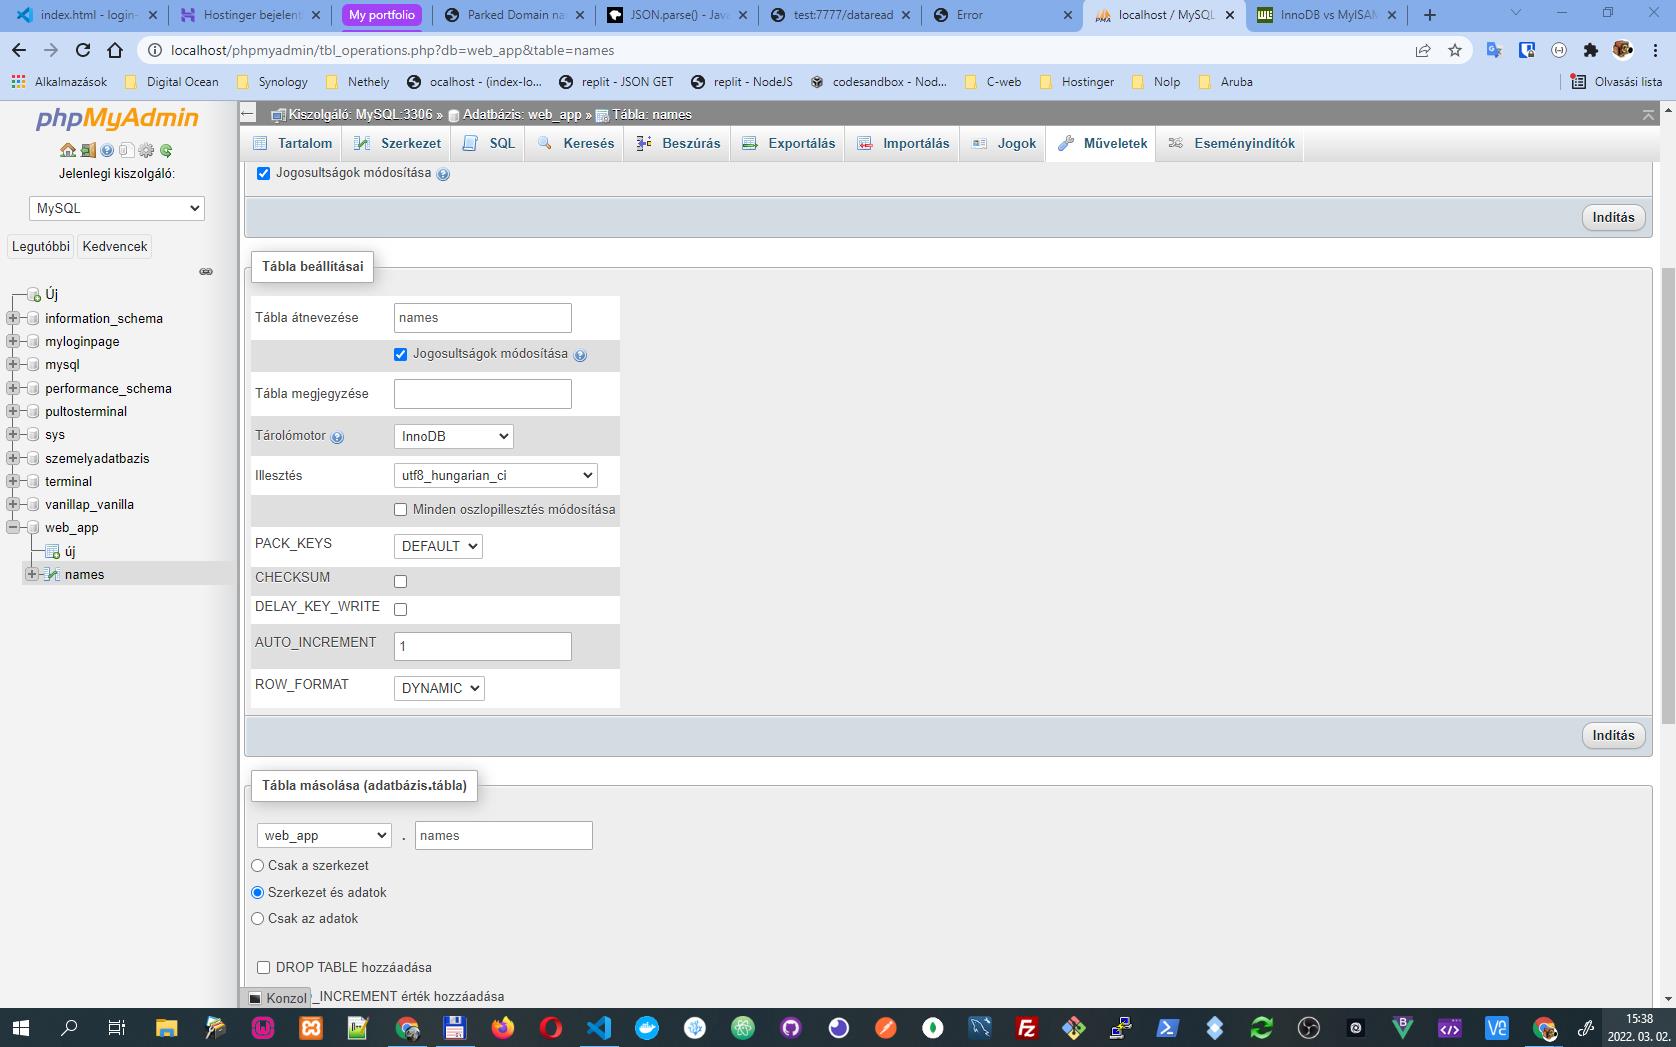 index.html - login-
Hostinger bejelent
My portfolio
Parked Domain na
JSON.parse() - Java
test:7777/dataread
Error
localhost / MySQL
InnoDB vs MyISAM
localhost/phpmyadmin/tbl_operations.php?db=web_app&table=names
Alkalmazások
Digital Ocean
Synology
Nethely
ocalhost - (index-lo...
replit - JSON GET
replit - NodeJS
codesandbox - Nod...
C-web
Hostinger
Nolp
Aruba
Olvasási lista
phpMyAdmin
Jelenlegi kiszolgáló:
MySQL
Legutóbbi
Kedvencek
Új
information_schema
myloginpage
mysql
performance_schema
pultosterminal
sys
szemelyadatbazis
terminal
vanillap_vanilla
web_app
új
names
Kiszolgáló: MySQL:3306 » Adatbázis: web_app » Tábla: names
Tartalom
Szerkezet
SQL
Keresés
Beszúrás
Exportálás
Importálás
Jogok
Műveletek
Eseményindítók
Jogosultságok módosítása
Indítás
Tábla beállításai
Tábla átnevezése names
Jogosultságok módosítása
Tábla megjegyzése
Tárolómotor InnoDB
Illesztés utf8_hungarian_ci
Minden oszlopillesztés módosítása
PACK_KEYS DEFAULT
CHECKSUM
DELAY_KEY_WRITE
AUTO_INCREMENT 1
ROW_FORMAT DYNAMIC
Indítás
Tábla másolása (adatbázis.tábla)
web_app . names
Csak a szerkezet
Szerkezet és adatok
Csak az adatok
DROP TABLE hozzáadása
_INCREMENT érték hozzáadása
Konzol
15:38
2022. 03. 02.